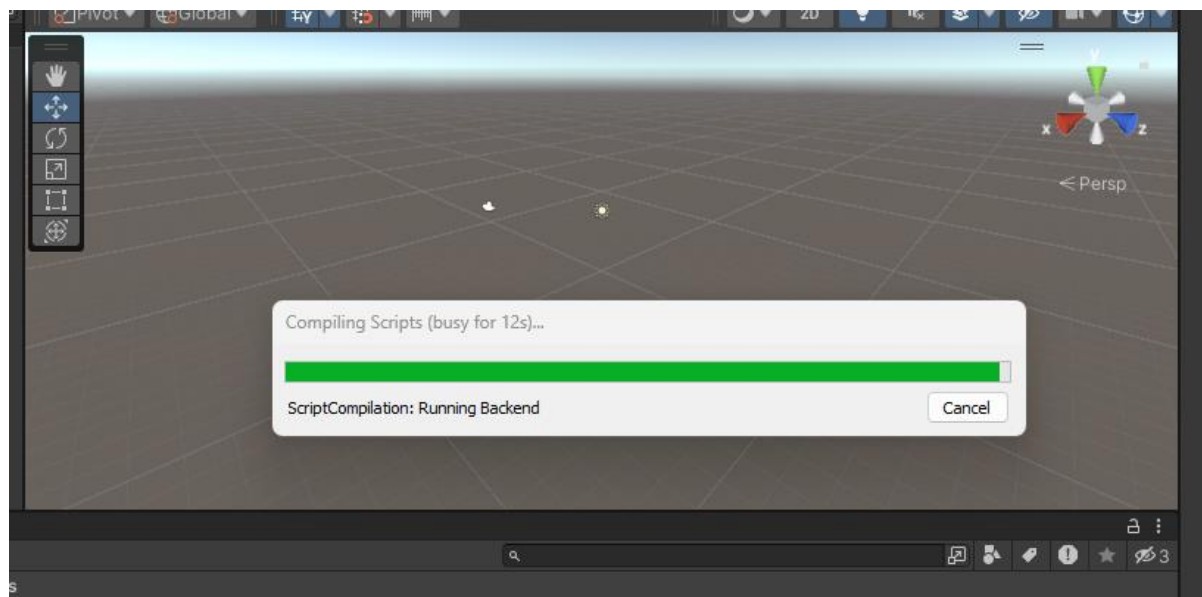 Pivot Global 2D
y
x z
Persp
Compiling Scripts (busy for 12s)...
ScriptCompilation: Running Backend
Cancel
3
s